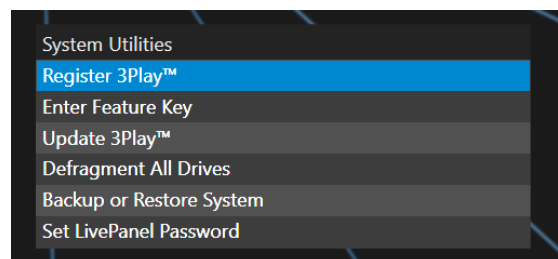 System Utilities
Register 3Play™
Enter Feature Key
Update 3Play™
Defragment All Drives
Backup or Restore System
Set LivePanel Password